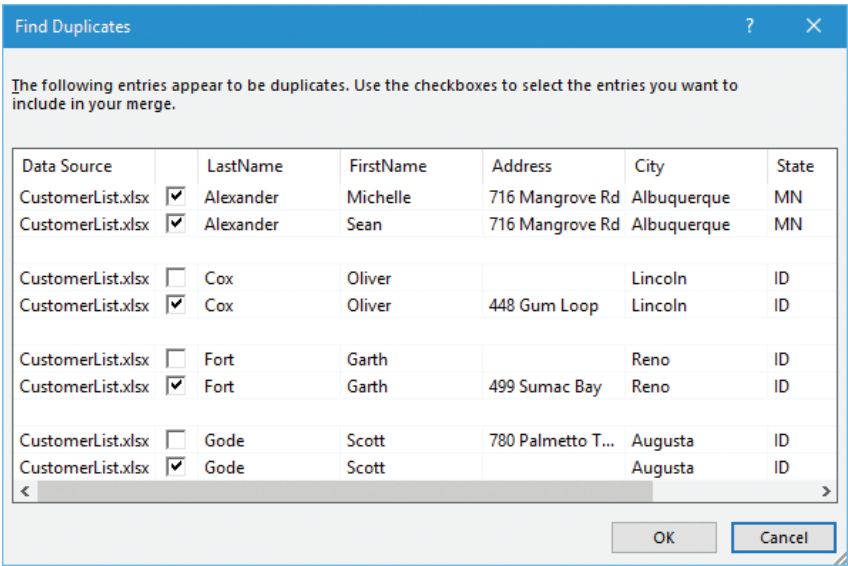 Find Duplicates ?
The following entries appear to be duplicates. Use the checkboxes to select the entries you want to
include in your merge.
Data Source LastName FirstName Address City State
CustomerList.xlsx Alexander Michelle 716 Mangrove Rd Albuquerque MN
CustomerList.xlsx Alexander Sean 716 Mangrove Rd Albuquerque MN
CustomerList.xlsx Cox Oliver Lincoln ID
CustomerList.xlsx Cox Oliver 448 Gum Loop Lincoln ID
CustomerList.xlsx Fort Garth Reno ID
CustomerList.xlsx Fort Garth 499 Sumac Bay Reno ID
CustomerList.xlsx Gode Scott 780 Palmetto T... Augusta ID
CustomerList.xlsx Gode Scott Augusta ID
OK Cancel